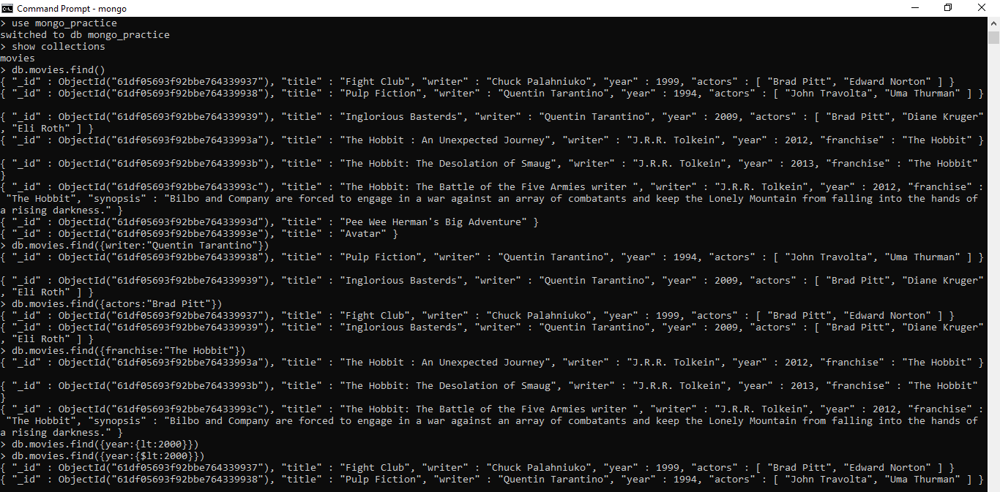 Command Prompt - mongo
> use mongo_practice
switched to db mongo_practice
> show collections
movies
> db.movies.find()
{ "_id" : ObjectId("61df05693f92bbe764339937"), "title" : "Fight Club", "writer" : "Chuck Palahniuko", "year" : 1999, "actors" : [ "Brad Pitt", "Edward Norton" ] }
{ "_id" : ObjectId("61df05693f92bbe764339938"), "title" : "Pulp Fiction", "writer" : "Quentin Tarantino", "year" : 1994, "actors" : [ "John Travolta", "Uma Thurman" ] }
{ "_id" : ObjectId("61df05693f92bbe764339939"), "title" : "Inglorious Basterds", "writer" : "Quentin Tarantino", "year" : 2009, "actors" : [ "Brad Pitt", "Diane Kruger"
, "Eli Roth" ] }
{ "_id" : ObjectId("61df05693f92bbe76433993a"), "title" : "The Hobbit : An Unexpected Journey", "writer" : "J.R.R. Tolkein", "year" : 2012, "franchise" : "The Hobbit" }
{ "_id" : ObjectId("61df05693f92bbe76433993b"), "title" : "The Hobbit: The Desolation of Smaug", "writer" : "J.R.R. Tolkein", "year" : 2013, "franchise" : "The Hobbit"
}
{ "_id" : ObjectId("61df05693f92bbe76433993c"), "title" : "The Hobbit: The Battle of the Five Armies writer ", "writer" : "J.R.R. Tolkein", "year" : 2012, "franchise" :
"The Hobbit", "synopsis" : "Bilbo and Company are forced to engage in a war against an array of combatants and keep the Lonely Mountain from falling into the hands of
a rising darkness." }
{ "_id" : ObjectId("61df05693f92bbe76433993d"), "title" : "Pee Wee Herman's Big Adventure" }
{ "_id" : ObjectId("61df05693f92bbe76433993e"), "title" : "Avatar" }
> db.movies.find({writer:"Quentin Tarantino"})
{ "_id" : ObjectId("61df05693f92bbe764339938"), "title" : "Pulp Fiction", "writer" : "Quentin Tarantino", "year" : 1994, "actors" : [ "John Travolta", "Uma Thurman" ] }
{ "_id" : ObjectId("61df05693f92bbe764339939"), "title" : "Inglorious Basterds", "writer" : "Quentin Tarantino", "year" : 2009, "actors" : [ "Brad Pitt", "Diane Kruger"
, "Eli Roth" ] }
> db.movies.find({actors:"Brad Pitt"})
{ "_id" : ObjectId("61df05693f92bbe764339937"), "title" : "Fight Club", "writer" : "Chuck Palahniuko", "year" : 1999, "actors" : [ "Brad Pitt", "Edward Norton" ] }
{ "_id" : ObjectId("61df05693f92bbe764339939"), "title" : "Inglorious Basterds", "writer" : "Quentin Tarantino", "year" : 2009, "actors" : [ "Brad Pitt", "Diane Kruger"
, "Eli Roth" ] }
> db.movies.find({franchise:"The Hobbit"})
{ "_id" : ObjectId("61df05693f92bbe76433993a"), "title" : "The Hobbit : An Unexpected Journey", "writer" : "J.R.R. Tolkein", "year" : 2012, "franchise" : "The Hobbit" }
{ "_id" : ObjectId("61df05693f92bbe76433993b"), "title" : "The Hobbit: The Desolation of Smaug", "writer" : "J.R.R. Tolkein", "year" : 2013, "franchise" : "The Hobbit"
}
{ "_id" : ObjectId("61df05693f92bbe76433993c"), "title" : "The Hobbit: The Battle of the Five Armies writer ", "writer" : "J.R.R. Tolkein", "year" : 2012, "franchise" :
"The Hobbit", "synopsis" : "Bilbo and Company are forced to engage in a war against an array of combatants and keep the Lonely Mountain from falling into the hands of
a rising darkness." }
> db.movies.find({year:{lt:2000}})
> db.movies.find({year:{$lt:2000}})
{ "_id" : ObjectId("61df05693f92bbe764339937"), "title" : "Fight Club", "writer" : "Chuck Palahniuko", "year" : 1999, "actors" : [ "Brad Pitt", "Edward Norton" ] }
{ "_id" : ObjectId("61df05693f92bbe764339938"), "title" : "Pulp Fiction", "writer" : "Quentin Tarantino", "year" : 1994, "actors" : [ "John Travolta", "Uma Thurman" ] }